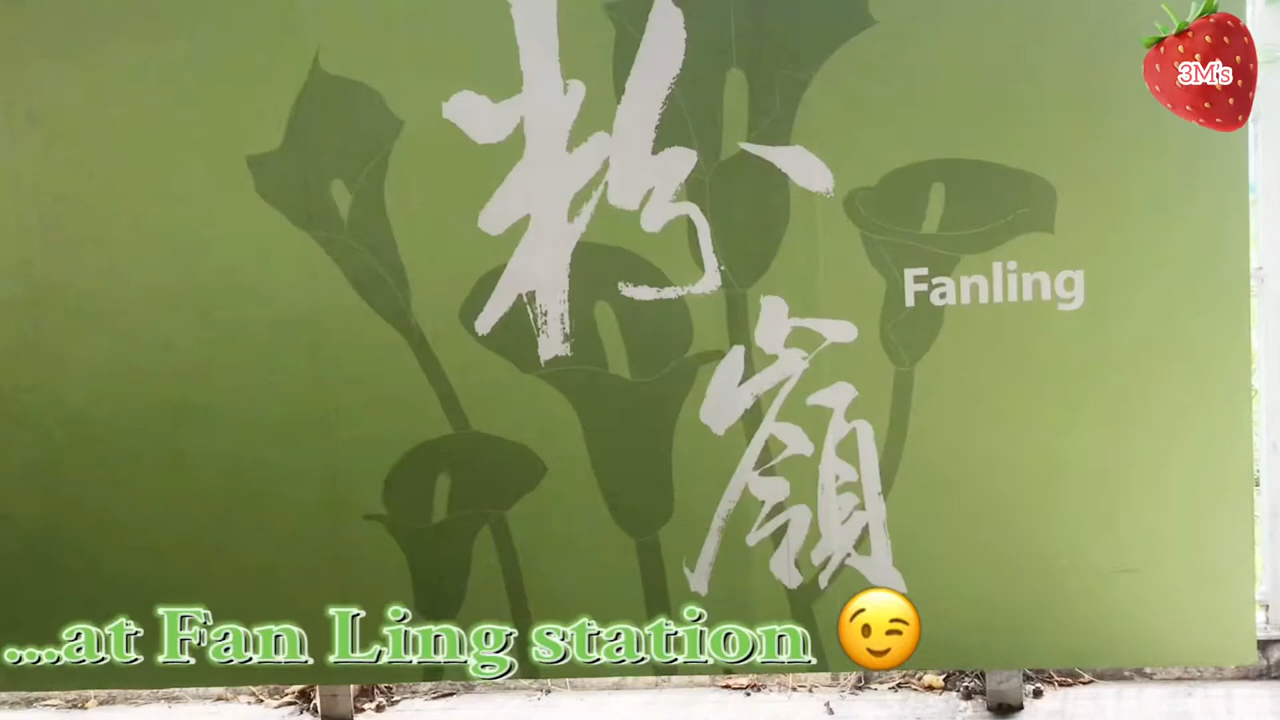 3M's
粉嶺
Fanling
...at Fan Ling station 😉